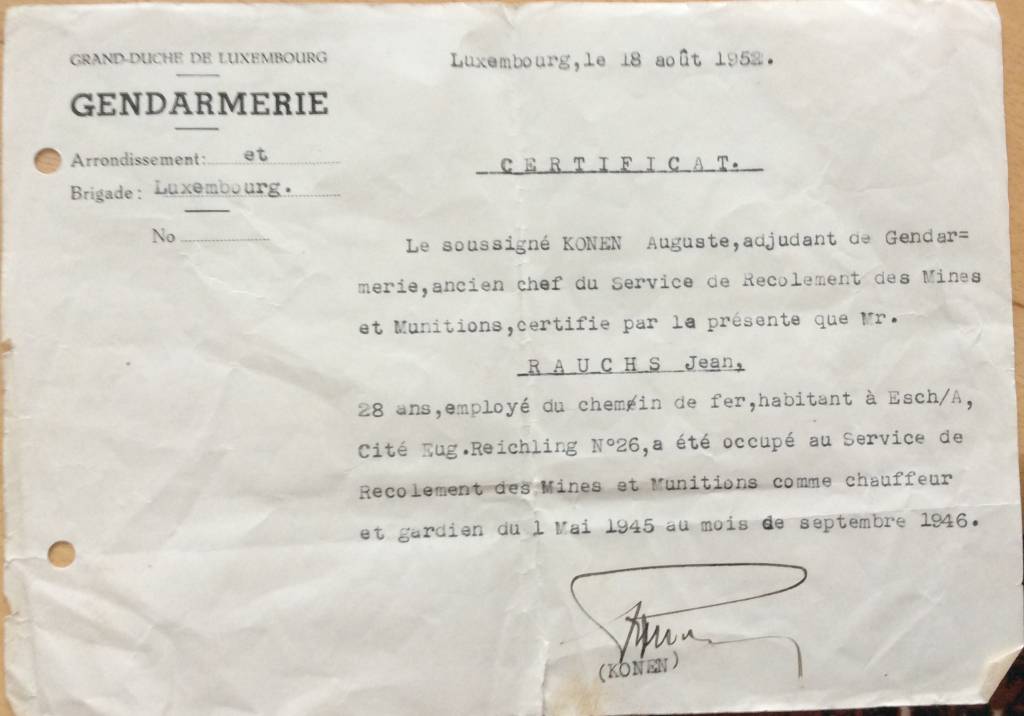 GRAND-DUCHE DE LUXEMBOURG
GENDARMERIE
Arrondissement: et
Brigade: Luxembourg.
No
Luxembourg,le 18 août 1952.
CERTIFICAT.
Le soussigné KONEN Auguste,adjudant de Gendar=
merie,ancien chef du Service de Recolement des Mines
et Munitions,certifie par la présente que Mr.
RAUCHS Jean,
28 ans,employé du chemin de fer,habitant à Esch/A,
Cité Eug.Reichling N°26,a été occupé au Service de
Recolement des Mines et Munitions comme chauffeur
et gardien du 1 Mai 1945 au mois de septembre 1946.
(KONEN)